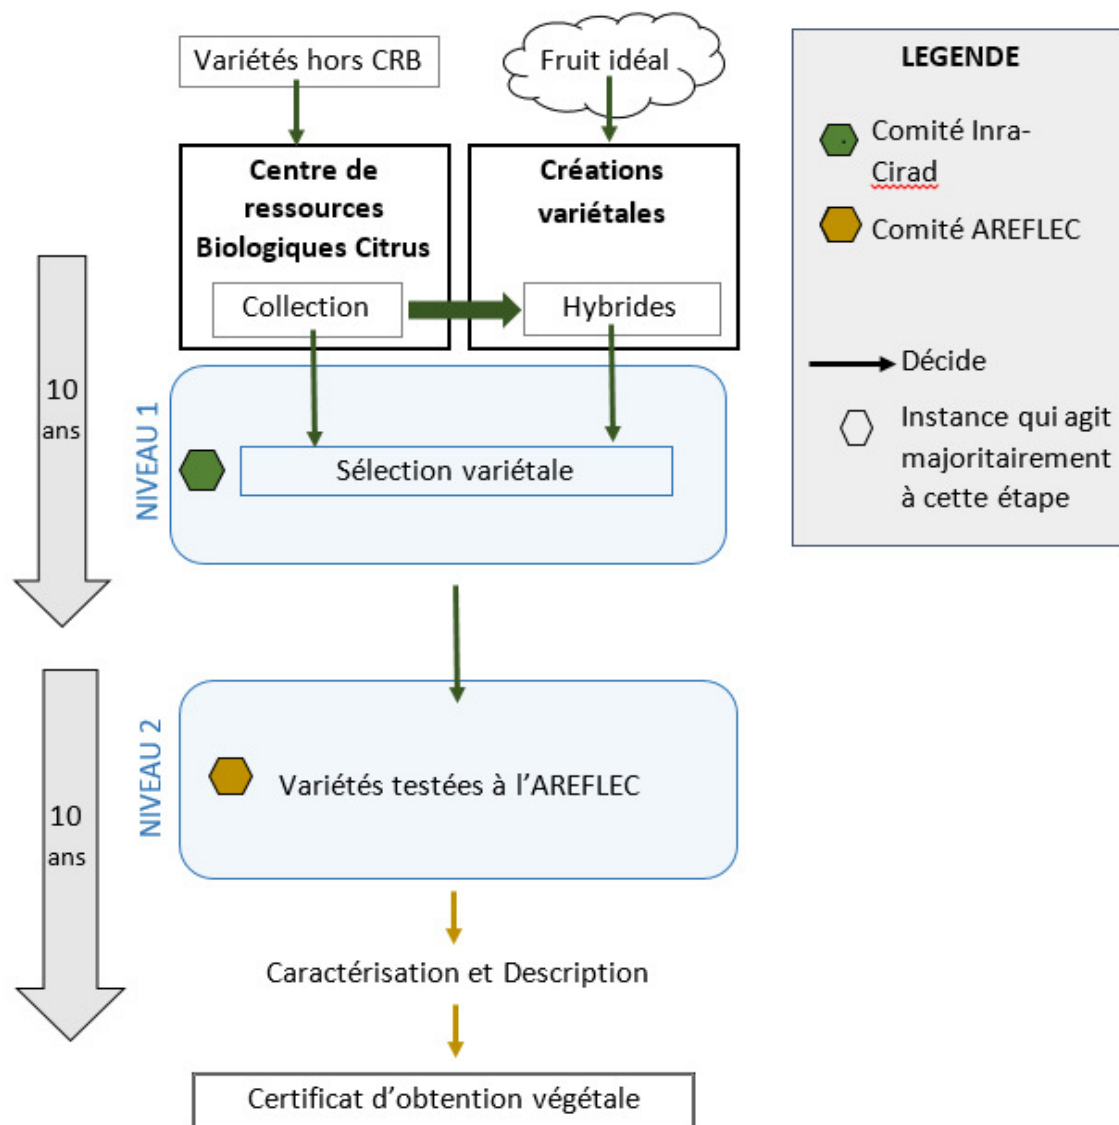 Variétés hors CRB
Fruit idéal
Centre de
ressources
Biologiques Citrus
Collection
Créations
variétales
Hybrides
10
ans
NIVEAU 1
Sélection variétale
10
ans
NIVEAU 2
Variétés testées à l'AREFLEC
Caractérisation et Description
Certificat d'obtention végétale
LEGENDE
Comité Inra-
Cirad
Comité AREFLEC
Décide
Instance qui agit
majoritairement
à cette étape